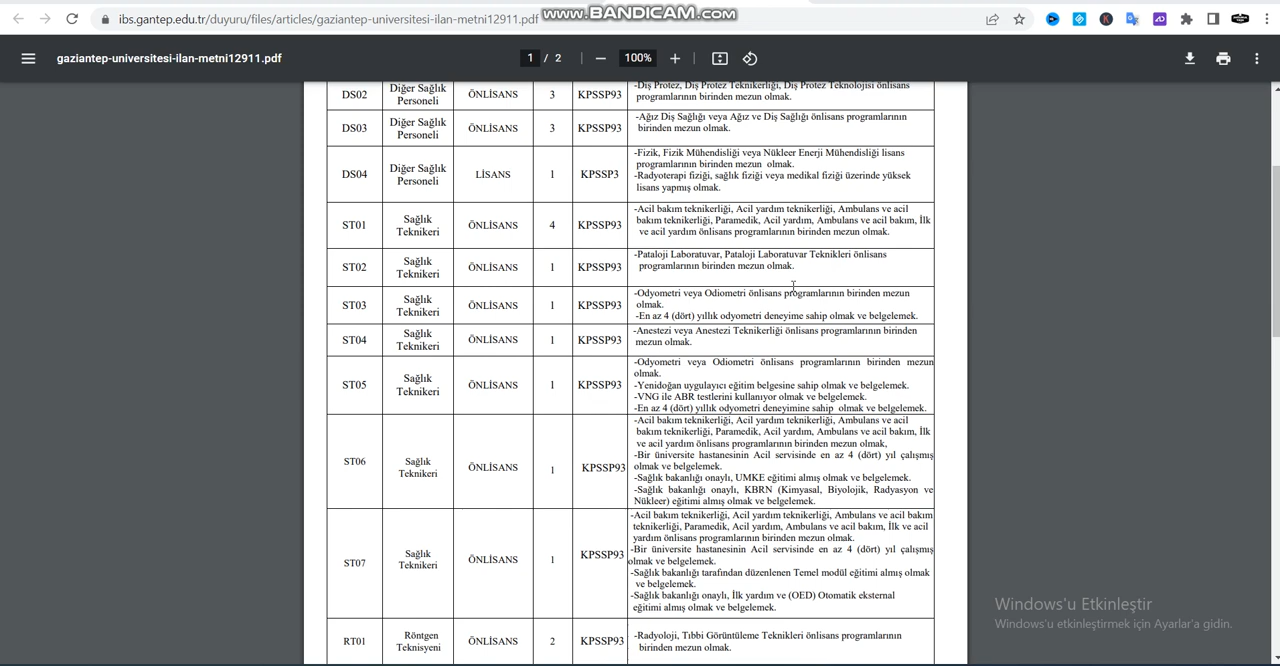 ibs.gantep.edu.tr/duyuru/files/articles/gaziantep-universitesi-ilan-metni12911.pdf
www.BANDICAM.com
gaziantep-universitesi-ilan-metni12911.pdf
1 / 2
100%
DS02 Diğer Sağlık Personeli ÖNLİSANS 3 KPSSP93
-Diş Protez, Diş Protez Teknikerliği, Diş Protez Teknolojisi önlisans
programlarının birinden mezun olmak.
DS03 Diğer Sağlık Personeli ÖNLİSANS 3 KPSSP93
-Ağız Diş Sağlığı veya Ağız ve Diş Sağlığı önlisans programlarının
birinden mezun olmak.
DS04 Diğer Sağlık Personeli LİSANS 1 KPSSP3
-Fizik, Fizik Mühendisliği veya Nükleer Enerji Mühendisliği lisans
programlarının birinden mezun olmak.
-Radyoterapi fiziği, sağlık fiziği veya medikal fiziği üzerinde yüksek
lisans yapmış olmak.
ST01 Sağlık Teknikeri ÖNLİSANS 4 KPSSP93
-Acil bakım teknikerliği, Acil yardım teknikerliği, Ambulans ve acil
bakım teknikerliği, Paramedik, Acil yardım, Ambulans ve acil bakım, İlk
ve acil yardım önlisans programlarının birinden mezun olmak.
ST02 Sağlık Teknikeri ÖNLİSANS 1 KPSSP93
-Pataloji Laboratuvar, Pataloji Laboratuvar Teknikleri önlisans
programlarının birinden mezun olmak.
ST03 Sağlık Teknikeri ÖNLİSANS 1 KPSSP93
-Odyometri veya Odiometri önlisans programlarının birinden mezun
olmak.
-En az 4 (dört) yıllık odyometri deneyime sahip olmak ve belgelemek.
ST04 Sağlık Teknikeri ÖNLİSANS 1 KPSSP93
-Anestezi veya Anestezi Teknikerliği önlisans programlarının birinden
mezun olmak.
ST05 Sağlık Teknikeri ÖNLİSANS 1 KPSSP93
-Odyometri veya Odiometri önlisans programlarının birinden mezun
olmak.
-Yenidoğan uygulayıcı eğitim belgesine sahip olmak ve belgelemek.
-VNG ile ABR testlerini kullanıyor olmak ve belgelemek.
-En az 4 (dört) yıllık odyometri deneyimine sahip olmak ve belgelemek.
ST06 Sağlık Teknikeri ÖNLİSANS 1 KPSSP93
-Acil bakım teknikerliği, Acil yardım teknikerliği, Ambulans ve acil
bakım teknikerliği, Paramedik, Acil yardım, Ambulans ve acil bakım, İlk
ve acil yardım önlisans programlarının birinden mezun olmak,
-Bir üniversite hastanesinin Acil servisinde en az 4 (dört) yıl çalışmış
olmak ve belgelemek.
-Sağlık bakanlığı onaylı, UMKE eğitimi almış olmak ve belgelemek.
-Sağlık bakanlığı onaylı, KBRN (Kimyasal, Biyolojik, Radyasyon ve
Nükleer) eğitimi almış olmak ve belgelemek.
ST07 Sağlık Teknikeri ÖNLİSANS 1 KPSSP93
-Acil bakım teknikerliği, Acil yardım teknikerliği, Ambulans ve acil bakım
teknikerliği, Paramedik, Acil yardım, Ambulans ve acil bakım, İlk ve acil
yardım önlisans programlarının birinden mezun olmak.
-Bir üniversite hastanesinin Acil servisinde en az 4 (dört) yıl çalışmış
olmak ve belgelemek.
-Sağlık bakanlığı tarafından düzenlenen Temel modül eğitimi almış olmak
ve belgelemek.
-Sağlık bakanlığı onaylı, İlk yardım ve (OED) Otomatik eksternal
eğitimi almış olmak ve belgelemek.
RT01 Röntgen Teknisyeni ÖNLİSANS 2 KPSSP93
-Radyoloji, Tıbbi Görüntüleme Teknikleri önlisans programlarının
birinden mezun olmak.
Windows'u Etkinleştir
Windows'u etkinleştirmek için Ayarlar'a gidin.